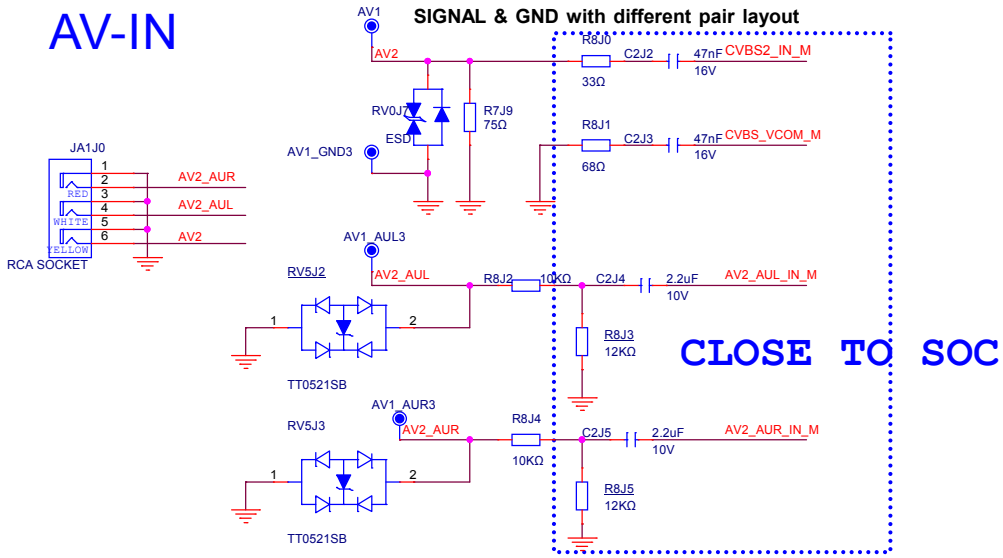 AV-IN
AV1
SIGNAL & GND with different pair layout
AV2
R8J0
33Ω
C2J2
47nF
16V
CVBS2_IN_M
RV0J7
ESD
R7J9
75Ω
AV1_GND3
R8J1
68Ω
C2J3
47nF
16V
CVBS_VCOM_M
JA1J0
1
2
3
4
5
6
RED
WHITE
YELLOW
RCA SOCKET
AV2_AUR
AV2_AUL
AV2
AV1_AUL3
RV5J2
AV2_AUL
R8J2
10KΩ
C2J4
2.2uF
10V
AV2_AUL_IN_M
1
2
TT0521SB
R8J3
12KΩ
CLOSE TO SOC
AV1_AUR3
RV5J3
AV2_AUR
R8J4
10KΩ
C2J5
2.2uF
10V
AV2_AUR_IN_M
1
2
TT0521SB
R8J5
12KΩ